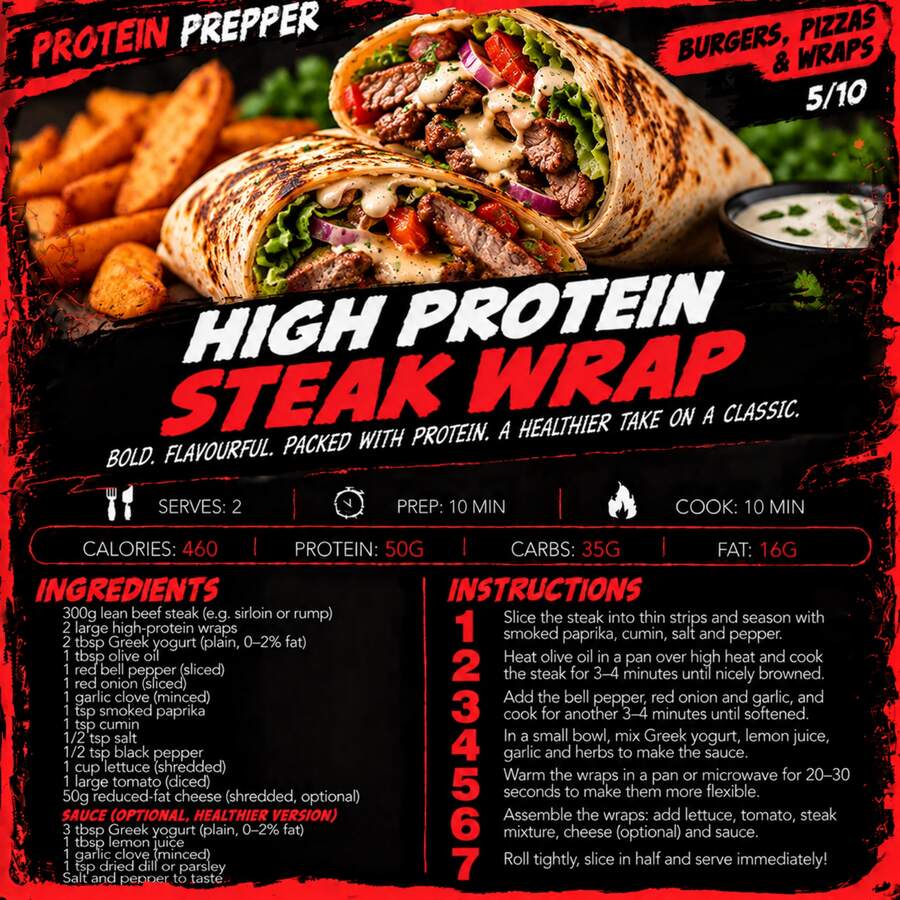 PROTEIN PREPPER
BURGERS, PIZZAS
& WRAPS
5/10
HIGH PROTEIN
STEAK WRAP
BOLD. FLAVOURFUL. PACKED WITH PROTEIN. A HEALTHIER TAKE ON A CLASSIC.
SERVES: 2
PREP: 10 MIN
COOK: 10 MIN
CALORIES: 460
PROTEIN: 50G
CARBS: 35G
FAT: 16G
INGREDIENTS
300g lean beef steak (e.g. sirloin or rump)
2 large high-protein wraps
2 tbsp Greek yogurt (plain, 0–2% fat)
1 tbsp olive oil
1 red bell pepper (sliced)
1 red onion (sliced)
1 garlic clove (minced)
1 tsp smoked paprika
1 tsp cumin
1/2 tsp salt
1/2 tsp black pepper
1 cup lettuce (shredded)
1 large tomato (diced)
50g reduced-fat cheese (shredded, optional)
SAUCE (OPTIONAL, HEALTHIER VERSION)
3 tbsp Greek yogurt (plain, 0–2% fat)
1 tbsp lemon juice
1 garlic clove (minced)
1 tsp dried dill or parsley
Salt and pepper to taste
INSTRUCTIONS
1 Slice the steak into thin strips and season with
smoked paprika, cumin, salt and pepper.
2 Heat olive oil in a pan over high heat and cook
the steak for 3–4 minutes until nicely browned.
3 Add the bell pepper, red onion and garlic, and
cook for another 3–4 minutes until softened.
4 In a small bowl, mix Greek yogurt, lemon juice,
garlic and herbs to make the sauce.
5 Warm the wraps in a pan or microwave for 20–30
seconds to make them more flexible.
6 Assemble the wraps: add lettuce, tomato, steak
mixture, cheese (optional) and sauce.
7 Roll tightly, slice in half and serve immediately!